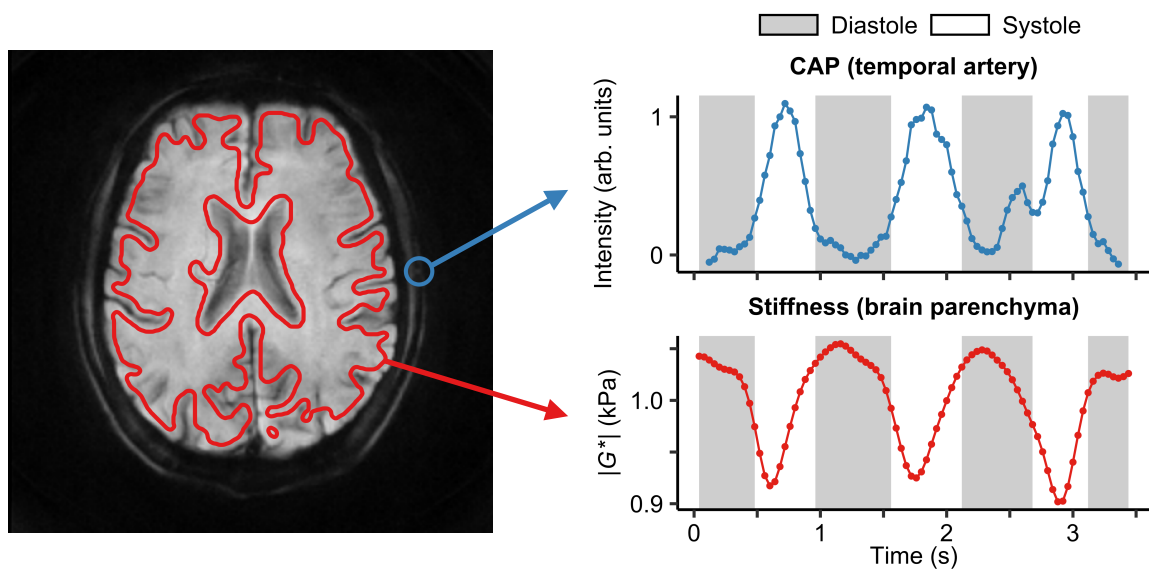 Diastole Systole
CAP (temporal artery)
Intensity (arb. units)
1
0
Stiffness (brain parenchyma)
|G*| (kPa)
1.0
0.9
0 1 2 3
Time (s)